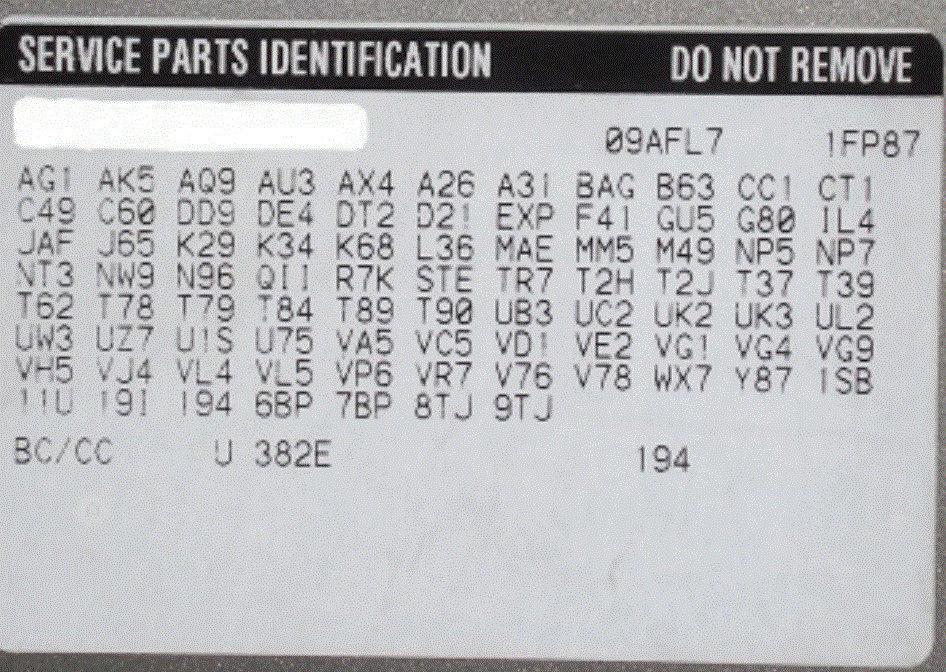 SERVICE PARTS IDENTIFICATION DO NOT REMOVE
09AFL7 1FP87
AG1 AK5 AQ9 AU3 AX4 A26 A31 BAG B63 CC1 CT1
C49 C60 DD9 DE4 DT2 D21 EXP F41 GU5 G80 IL4
JAF J65 K29 K34 K68 L36 MAE MM5 M49 NP5 NP7
NT3 NW9 N96 QII R7K STE TR7 T2H T2J T37 T39
T62 T78 T79 T84 T89 T90 UB3 UC2 UK2 UK3 UL2
UW3 UZ7 U1S U75 VA5 VC5 VD1 VE2 VG1 VG4 VG9
VH5 VJ4 VL4 VL5 VP6 VR7 V76 V78 WX7 Y87 1SB
11U 19I 194 6BP 7BP 8TJ 9TJ
BC/CC U 382E 194